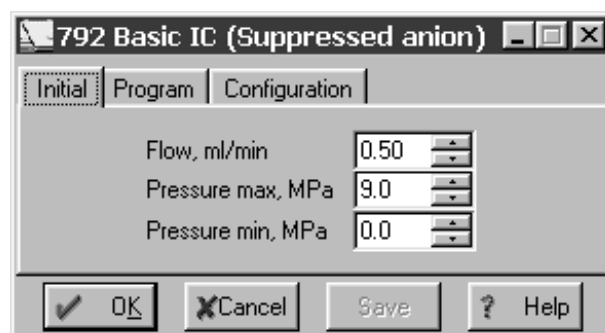 792 Basic IC (Suppressed anion)
Initial Program Configuration
Flow, ml/min 0.50
Pressure max, MPa 9.0
Pressure min, MPa 0.0
OK Cancel Save ? Help